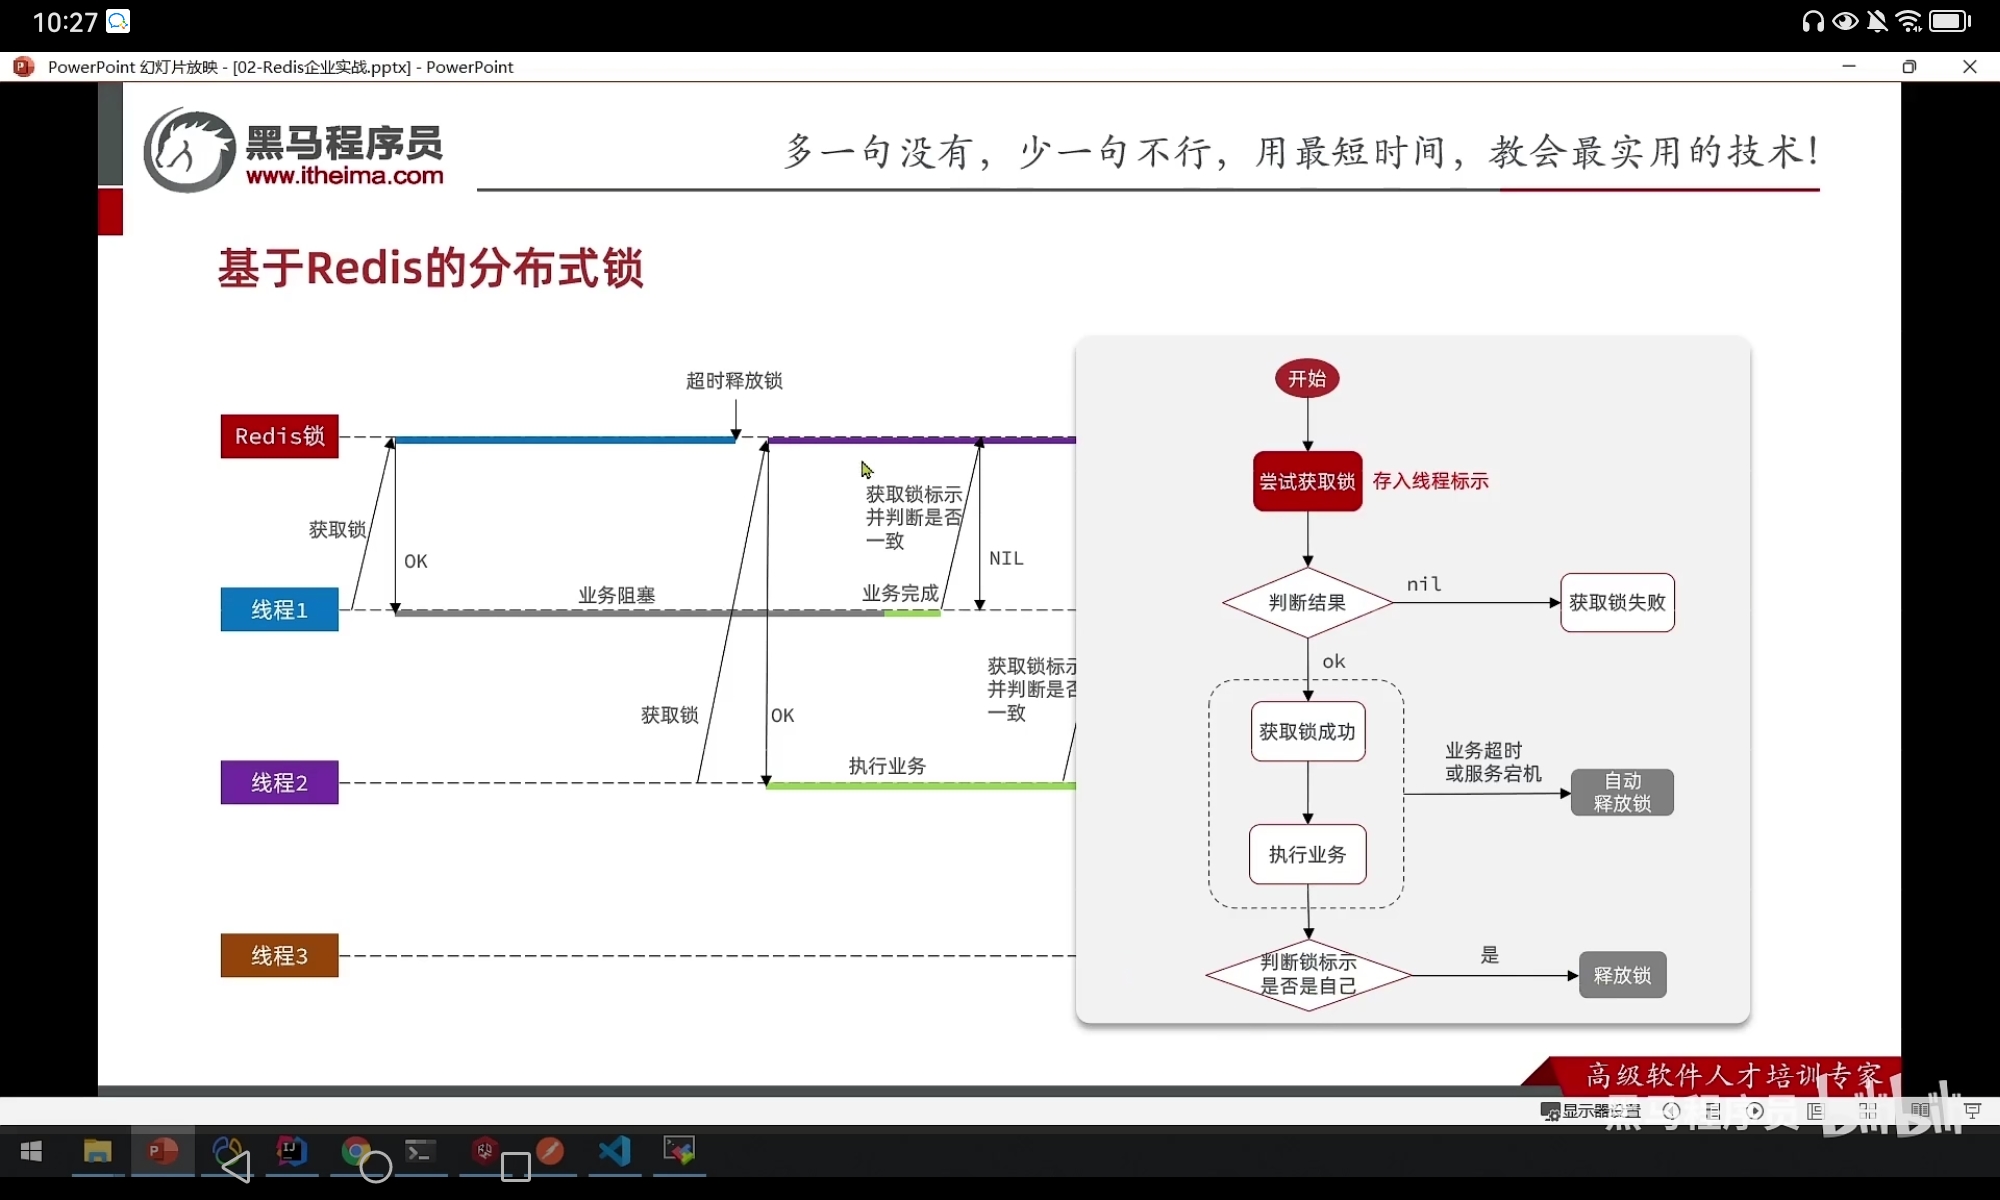 10:27
PowerPoint 幻灯片放映 - [02-Redis企业实战.pptx] - PowerPoint
黑马程序员
www.itheima.com
多一句没有，少一句不行，用最短时间，教会最实用的技术！
基于Redis的分布式锁
超时释放锁
Redis锁
获取锁
OK
获取锁标示
并判断是否
一致
NIL
线程1
业务阻塞
业务完成
获取锁标示
并判断是否
一致
获取锁
OK
线程2
执行业务
线程3
开始
尝试获取锁
存入线程标示
判断结果
nil
获取锁失败
ok
获取锁成功
业务超时
或服务宕机
自动
释放锁
执行业务
判断锁标示
是否是自己
是
释放锁
高级软件人才培训专家
显示器设置
黑马程序员
bilibili